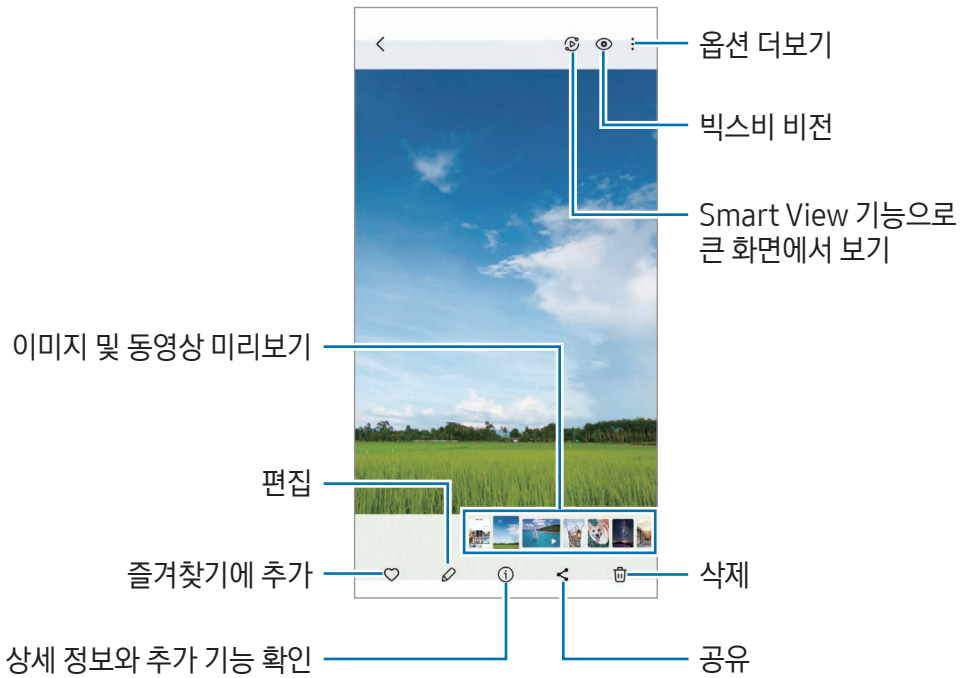 옵션 더보기
빅스비 비전
Smart View 기능으로
큰 화면에서 보기
이미지 및 동영상 미리보기
편집
즐겨찾기에 추가
삭제
상세 정보와 추가 기능 확인
공유